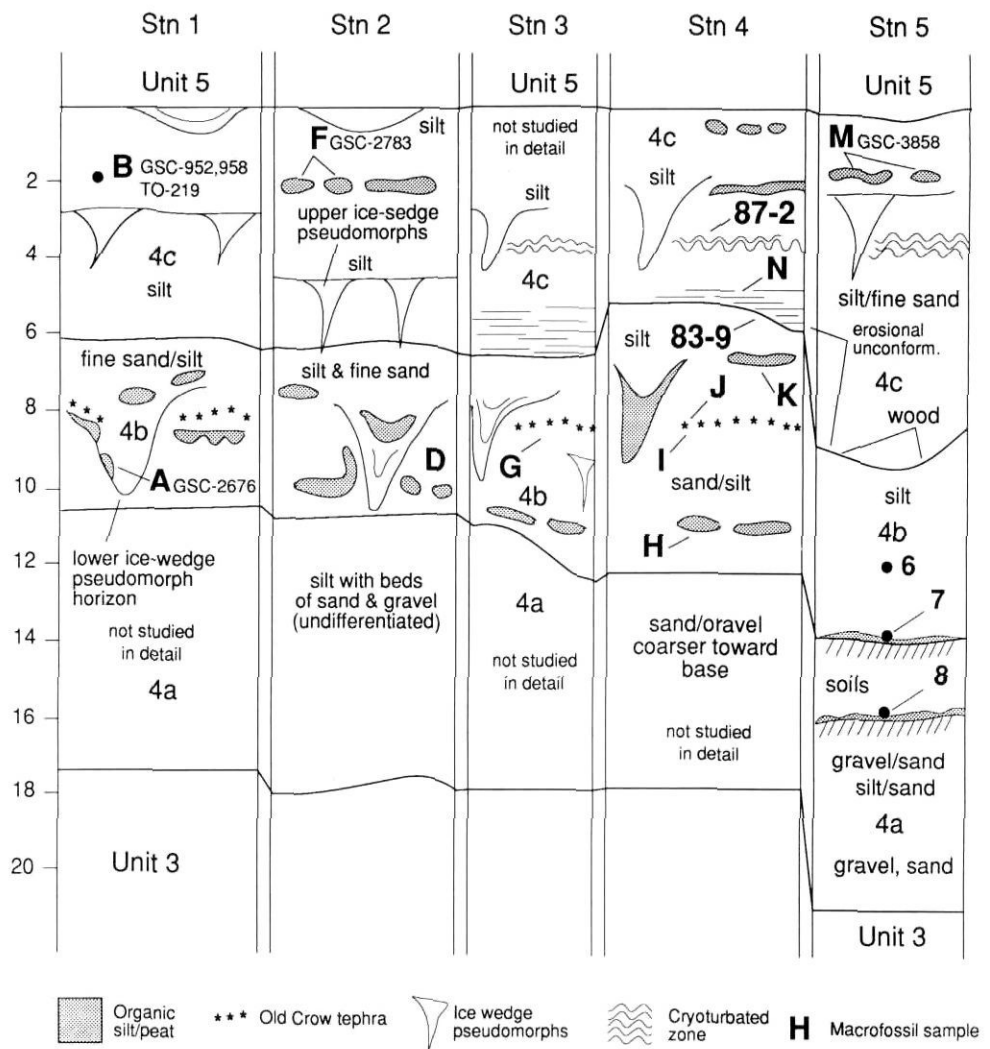 Stn 1
Stn 2
Stn 3
Stn 4
Stn 5
Unit 5
Unit 5
Unit 5
2
4
6
8
10
12
14
16
18
20
B GSC-952,958
TO-219
4c
silt
fine sand/silt
4b
A GSC-2676
lower ice-wedge
pseudomorph
horizon
not studied
in detail
4a
Unit 3
silt
F GSC-2783
upper ice-sedge
pseudomorphs
silt
silt & fine sand
D
silt with beds
of sand & gravel
(undifferentiated)
not studied
in detail
silt
4c
G
4b
4a
not studied
in detail
4c
silt
87-2
N
silt
83-9
J
K
I
sand/silt
H
sand/oravel
coarser toward
base
not studied
in detail
M GSC-3858
silt/fine sand
erosional
unconform.
4c
wood
silt
4b
6
7
soils
8
gravel/sand
silt/sand
4a
gravel, sand
Unit 3
Organic
silt/peat
Old Crow tephra
Ice wedge
pseudomorphs
Cryoturbated
zone
H Macrofossil sample